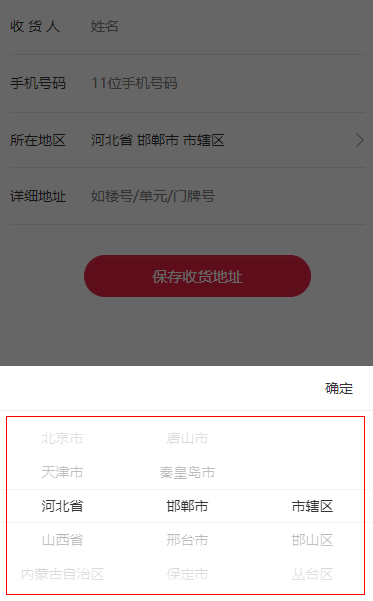 收 货 人 姓名
手机号码 11位手机号码
所在地区 河北省 邯郸市 市辖区
详细地址 如楼号/单元/门牌号
保存收货地址
确定
北京市 唐山市
天津市 秦皇岛市
河北省 邯郸市 市辖区
山西省 邢台市 邯山区
内蒙古自治区 保定市 丛台区